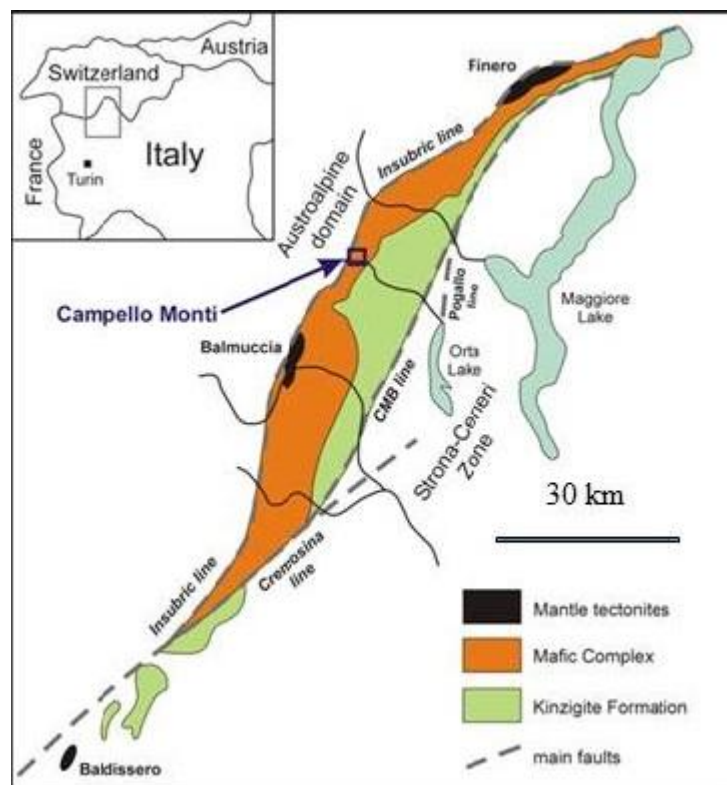 Austria
Switzerland
France
Italy
Turin
Finero
Insubric line
Austroalpine
domain
Campello Monti
Pogallo
line
Maggiore
Lake
Balmuccia
Orta
Lake
CMB line
Strona-Ceneri
Zone
30 km
Cremosina
line
Insubric line
Mantle tectonites
Mafic Complex
Kinzigite Formation
main faults
Baldissero